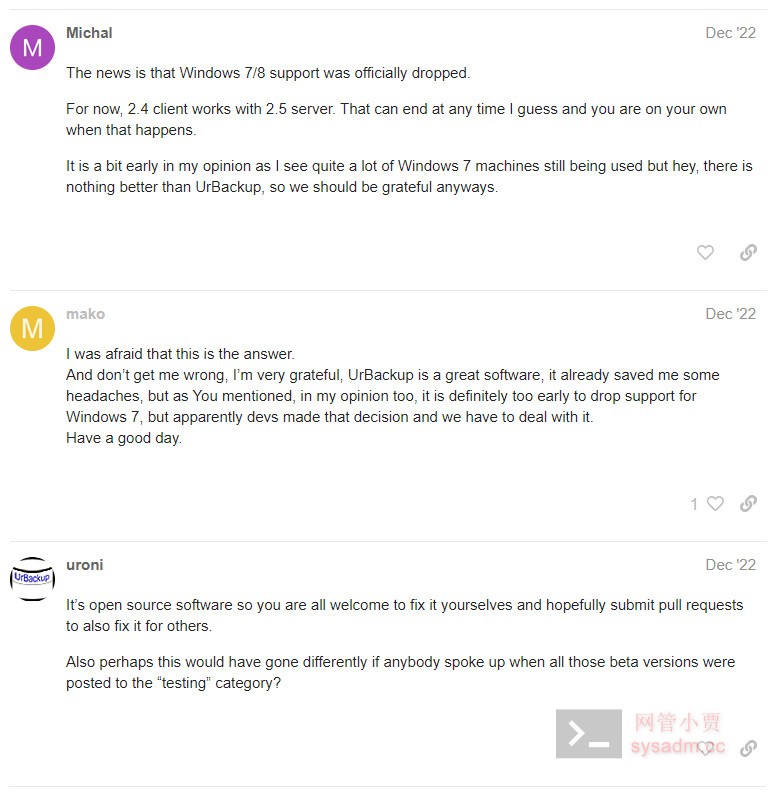 M
Michal
Dec '22
The news is that Windows 7/8 support was officially dropped.
For now, 2.4 client works with 2.5 server. That can end at any time I guess and you are on your own
when that happens.
It is a bit early in my opinion as I see quite a lot of Windows 7 machines still being used but hey, there is
nothing better than UrBackup, so we should be grateful anyways.
M
mako
Dec '22
I was afraid that this is the answer.
And don’t get me wrong, I’m very grateful, UrBackup is a great software, it already saved me some
headaches, but as You mentioned, in my opinion too, it is definitely too early to drop support for
Windows 7, but apparently devs made that decision and we have to deal with it.
Have a good day.
1
UrBackup
uroni
Dec '22
It’s open source software so you are all welcome to fix it yourselves and hopefully submit pull requests
to also fix it for others.
Also perhaps this would have gone differently if anybody spoke up when all those beta versions were
posted to the “testing” category?
网管小贾